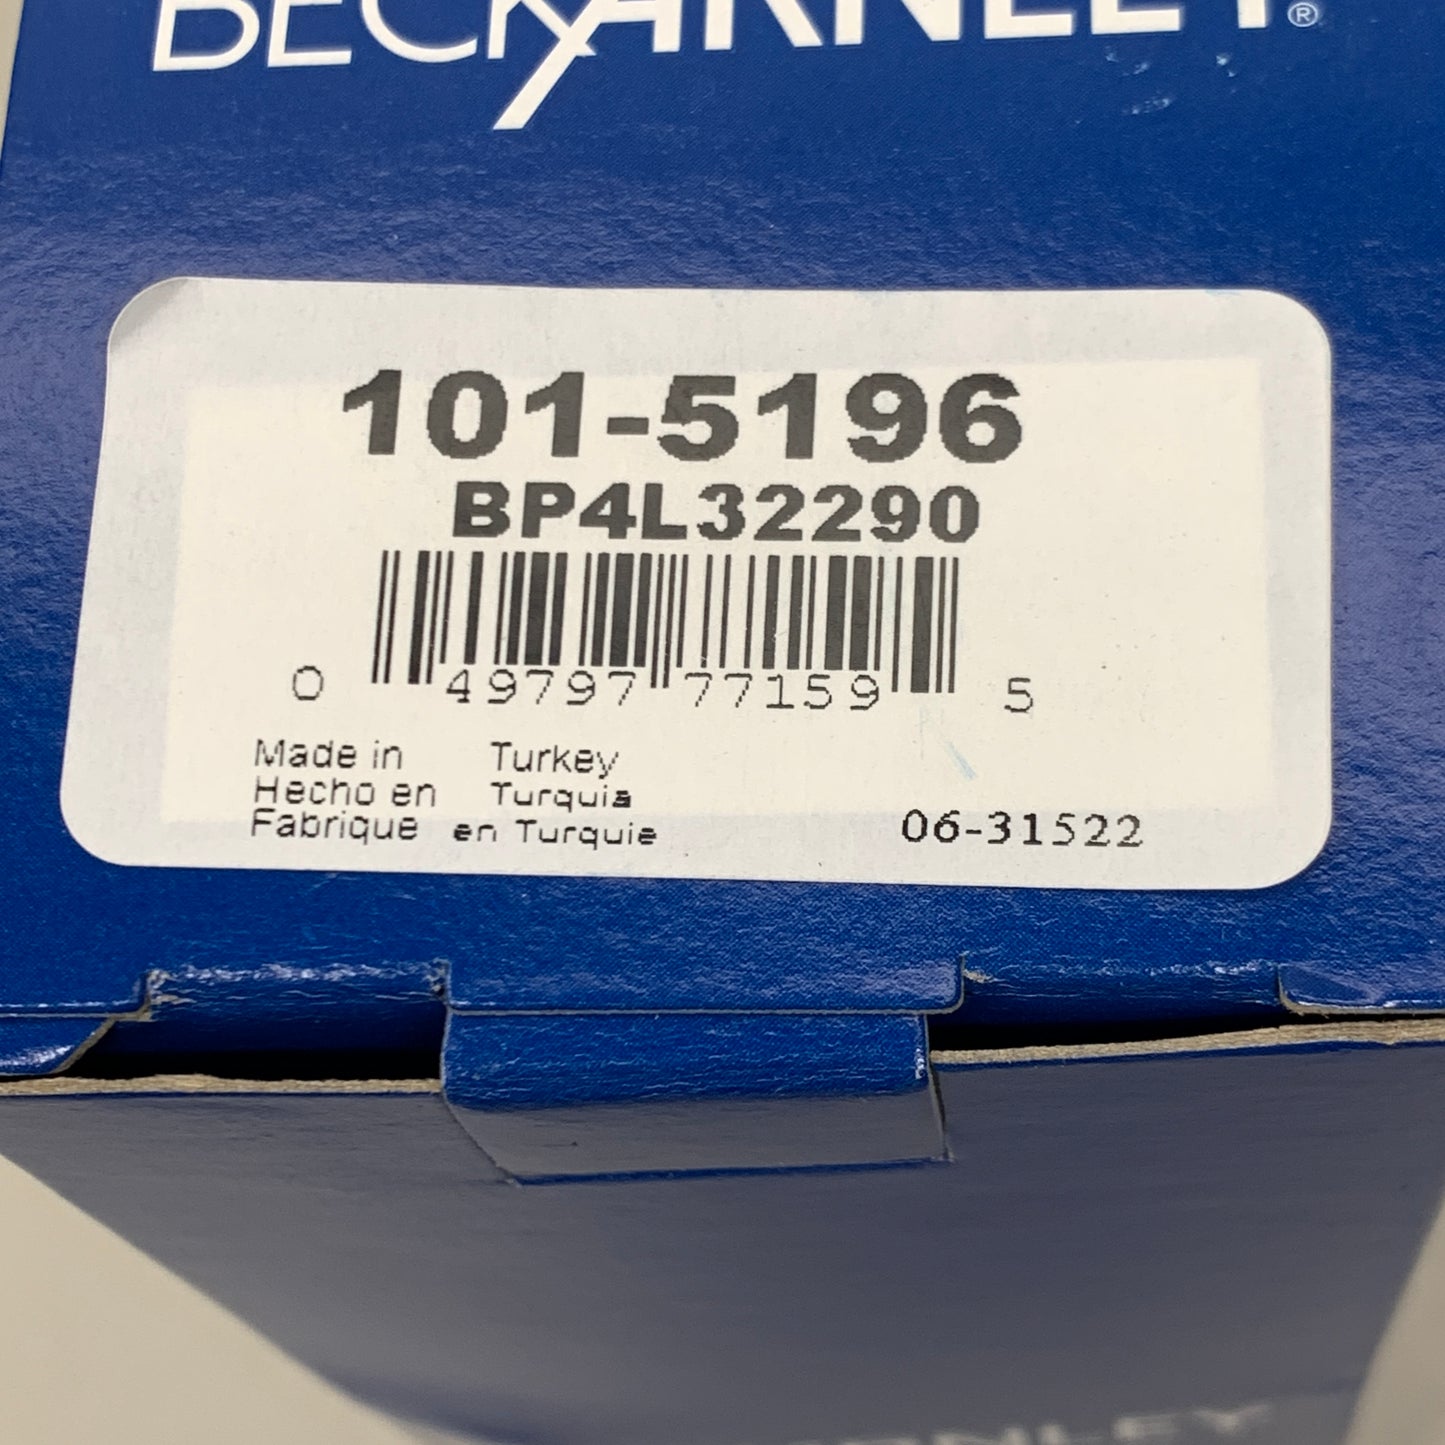 BECK/ARNLEY®
101-5196
BP4L32290
0 49797 77159 5
Made in Turkey
Hecho en Turquia
Fabrique en Turquie
06-31522